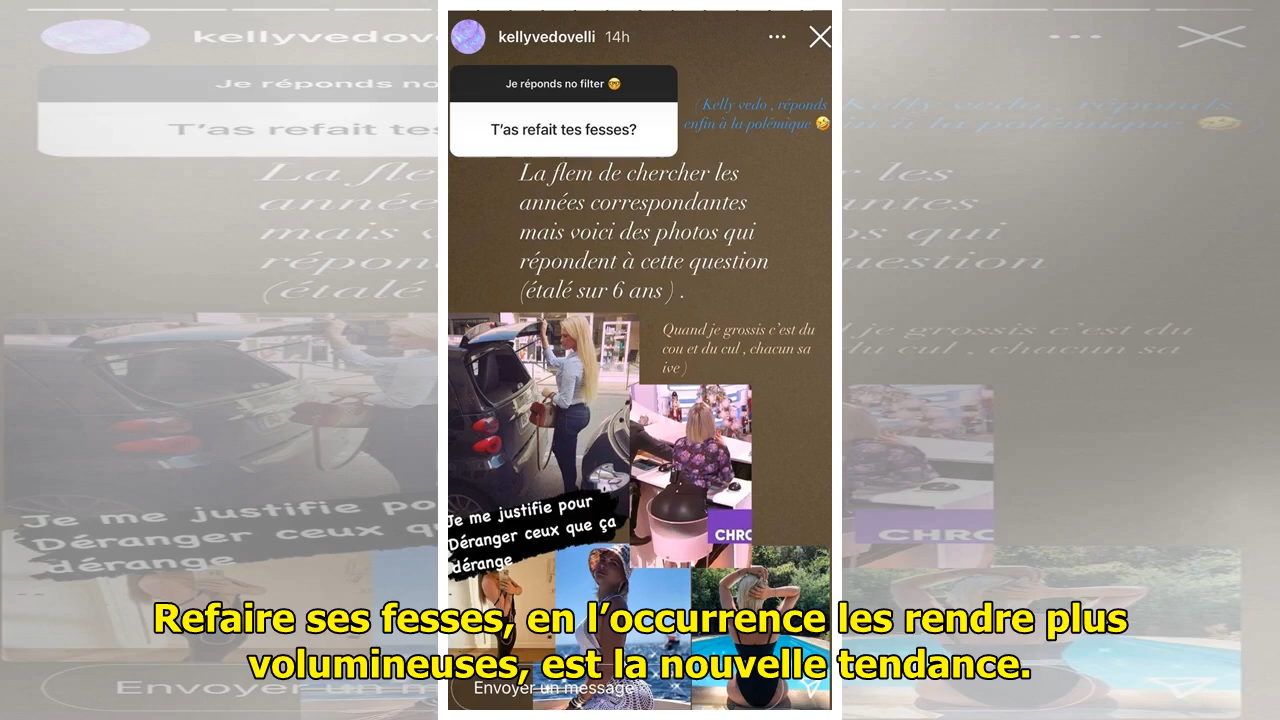 kellyvedovelli 14h
Je réponds no filter 🤓
T'as refait tes fesses?
( Kelly vedo , réponds
enfin à la polémique 🤣
La flem de chercher les
années correspondantes
mais voici des photos qui
répondent à cette question
(étalé sur 6 ans ) .
Quand je grossis c'est du
cou et du cul , chacun sa
ive )
CHRO
Je me justifie pour
Déranger ceux que ça
dérange
Refaire ses fesses, en l'occurrence les rendre plus
volumineuses, est la nouvelle tendance.
Envoyer un message